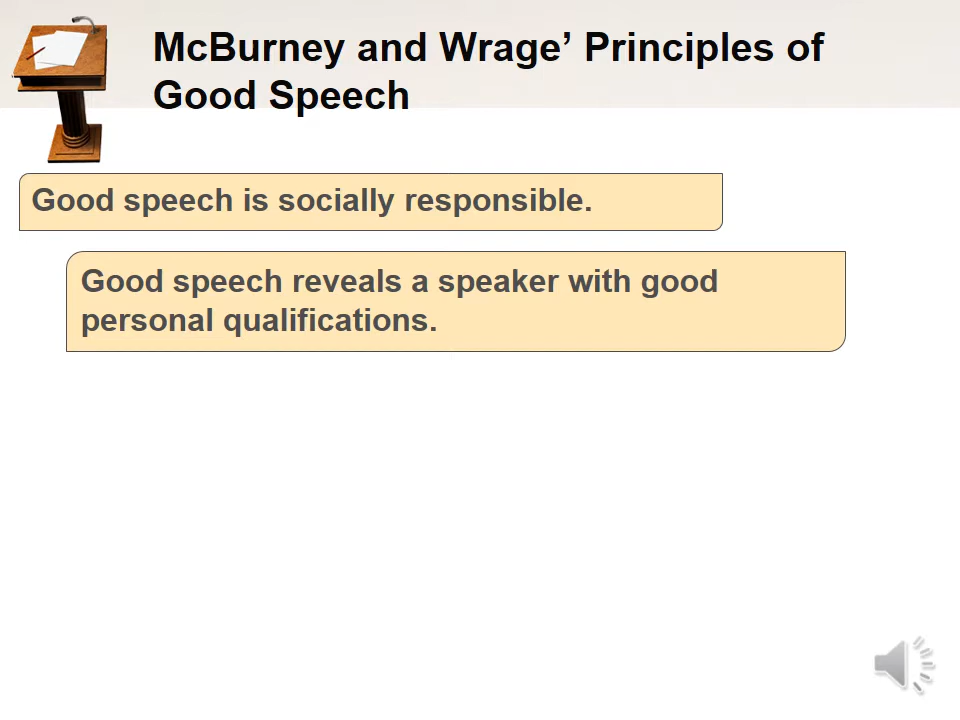 McBurney and Wrage’ Principles of
Good Speech
Good speech is socially responsible.
Good speech reveals a speaker with good
personal qualifications.